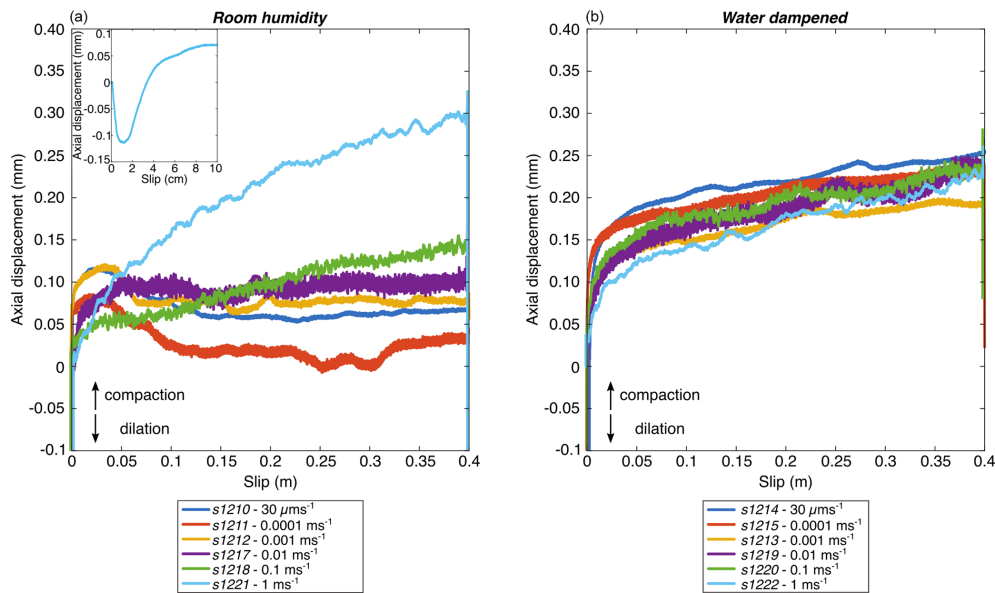 (a)
Room humidity
0.40
0.35
0.30
0.25
0.20
0.15
0.10
0.05
0
-0.05
-0.1
Axial displacement (mm)
0.1
0.05
0
-0.05
-0.1
-0.15
Axial displacement (mm)
0 2 4 6 8 10
Slip (cm)
compaction
dilation
0 0.05 0.1 0.15 0.2 0.25 0.3 0.35 0.4
Slip (m)
s1210 - 30 µms⁻¹
s1211 - 0.0001 ms⁻¹
s1212 - 0.001 ms⁻¹
s1217 - 0.01 ms⁻¹
s1218 - 0.1 ms⁻¹
s1221 - 1 ms⁻¹
(b)
Water dampened
0.40
0.35
0.30
0.25
0.20
0.15
0.10
0.05
0
-0.05
-0.1
Axial displacement (mm)
compaction
dilation
0 0.05 0.1 0.15 0.2 0.25 0.3 0.35 0.4
Slip (m)
s1214 - 30 µms⁻¹
s1215 - 0.0001 ms⁻¹
s1213 - 0.001 ms⁻¹
s1219 - 0.01 ms⁻¹
s1220 - 0.1 ms⁻¹
s1222 - 1 ms⁻¹